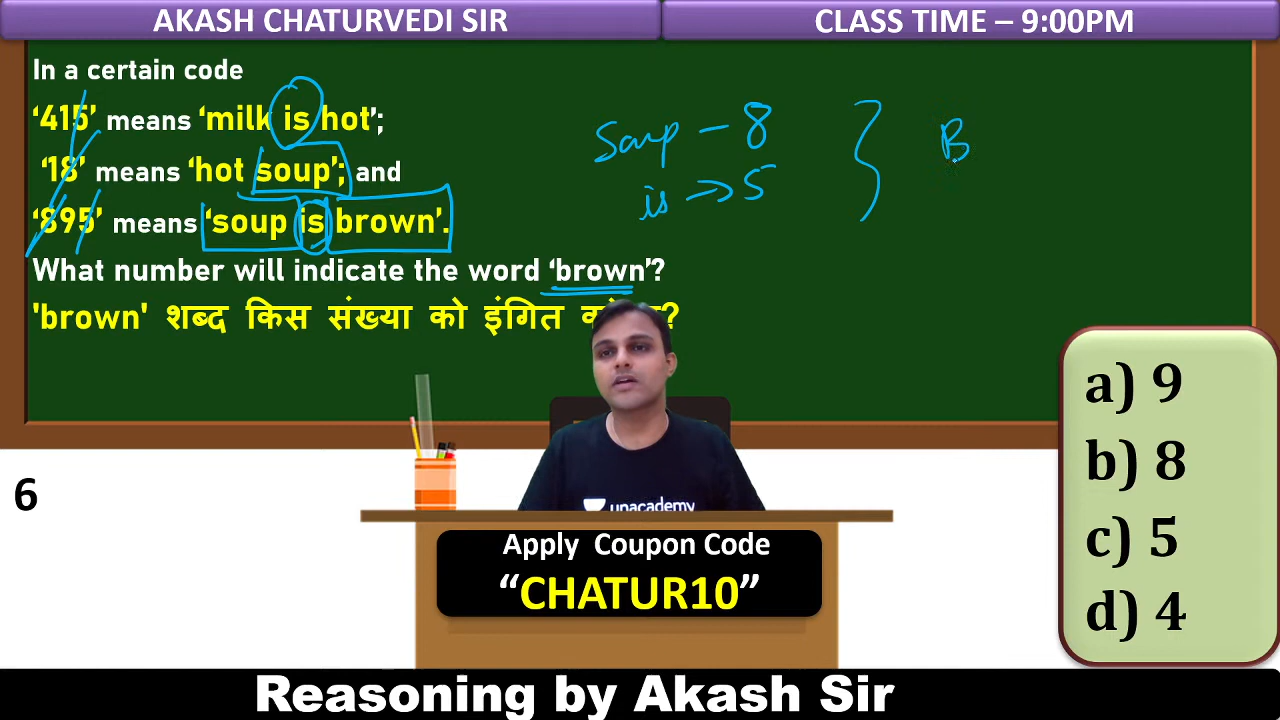 AKASH CHATURVEDI SIR
CLASS TIME – 9:00PM
In a certain code
‘415’ means ‘milk is hot’;
‘18’ means ‘hot soup’; and
‘895’ means ‘soup is brown’.
What number will indicate the word ‘brown’?
'brown' शब्द किस संख्या को इंगित ?
Soup – 8
is → 5
B
a) 9
b) 8
c) 5
d) 4
6
unacademy
Apply Coupon Code
“CHATUR10”
Reasoning by Akash Sir